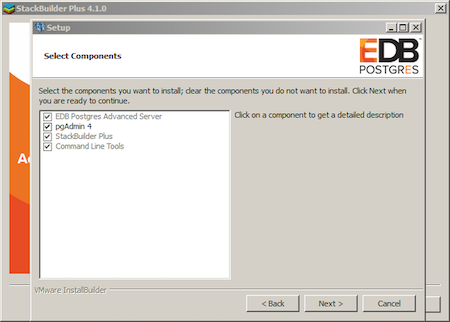 StackBuilder Plus 4.1.0
Setup
Select Components
EDB
POSTGRES
Select the components you want to install; clear the components you do not want to install. Click Next when
you are ready to continue.
EDB Postgres Advanced Server
pgAdmin 4
StackBuilder Plus
Command Line Tools
Click on a component to get a detailed description
VMware InstallBuilder
< Back
Next >
Cancel